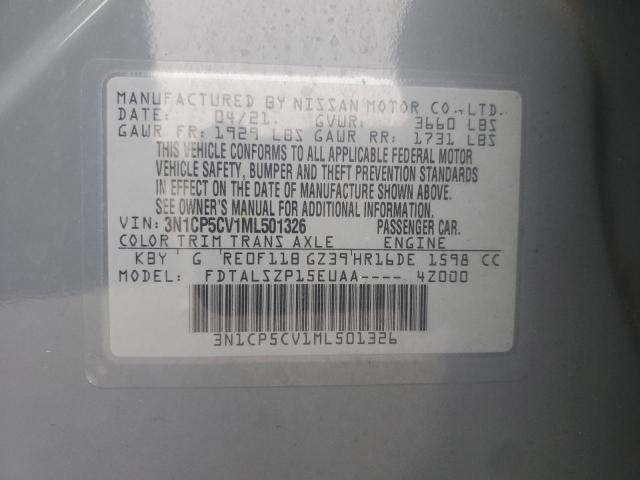 MANUFACTURED BY NISSAN MOTOR CO., LTD.
DATE: 04/21. GVWR: 3660 LBS
GAWR FR: 1929 LBS GAWR RR: 1731 LBS
THIS VEHICLE CONFORMS TO ALL APPLICABLE FEDERAL MOTOR
VEHICLE SAFETY, BUMPER AND THEFT PREVENTION STANDARDS
IN EFFECT ON THE DATE OF MANUFACTURE SHOWN ABOVE.
SEE OWNER'S MANUAL FOR ADDITIONAL INFORMATION.
VIN: 3N1CP5CV1ML501326 PASSENGER CAR.
COLOR TRIM TRANS AXLE ENGINE
KBY G RE0F11B GZ39 HR16DE 1598 CC
MODEL: FDTALSZP15EUAA---- 4Z000
3N1CP5CV1ML501326